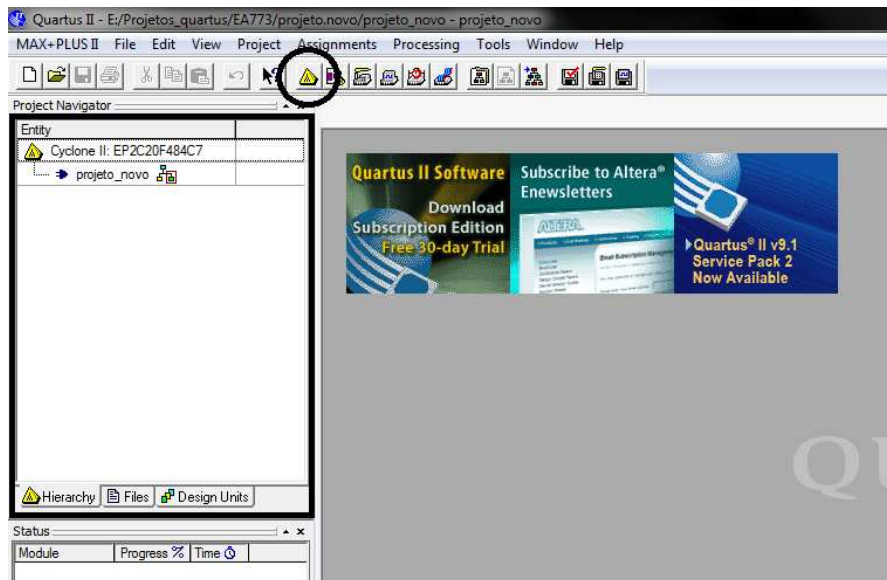 Quartus II - E:/Projetos_quartus/EA773/projeto.novo/projeto_novo - projeto_novo
MAX+PLUS II File Edit View Project Assignments Processing Tools Window Help
Project Navigator
Entity
Cyclone II: EP2C20F484C7
projeto_novo
Hierarchy Files Design Units
Status
Module Progress % Time
Quartus II Software
Download
Subscription Edition
Free 30-day Trial
Subscribe to Altera®
Enewsletters
ALTERA
Quartus® II v9.1
Service Pack 2
Now Available
QU